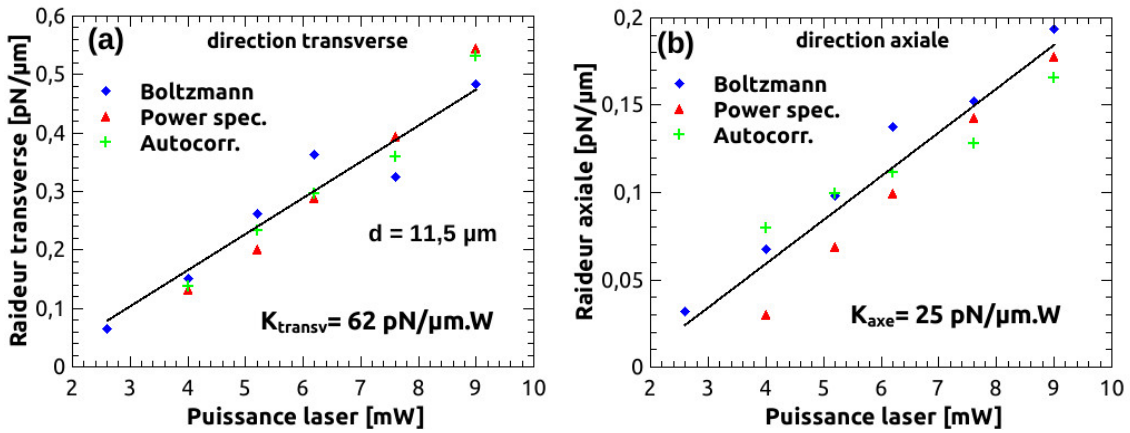 (a)
direction transverse
Boltzmann
Power spec.
Autocorr.
d = 11,5 µm
Ktransv= 62 pN/µm.W
Raideur transverse [pN/µm]
0,6
0,5
0,4
0,3
0,2
0,1
0
2 3 4 5 6 7 8 9 10
Puissance laser [mW]
(b)
direction axiale
Boltzmann
Power spec.
Autocorr.
Kaxe= 25 pN/µm.W
Raideur axiale [pN/µm]
0,2
0,15
0,1
0,05
0
2 3 4 5 6 7 8 9 10
Puissance laser [mW]